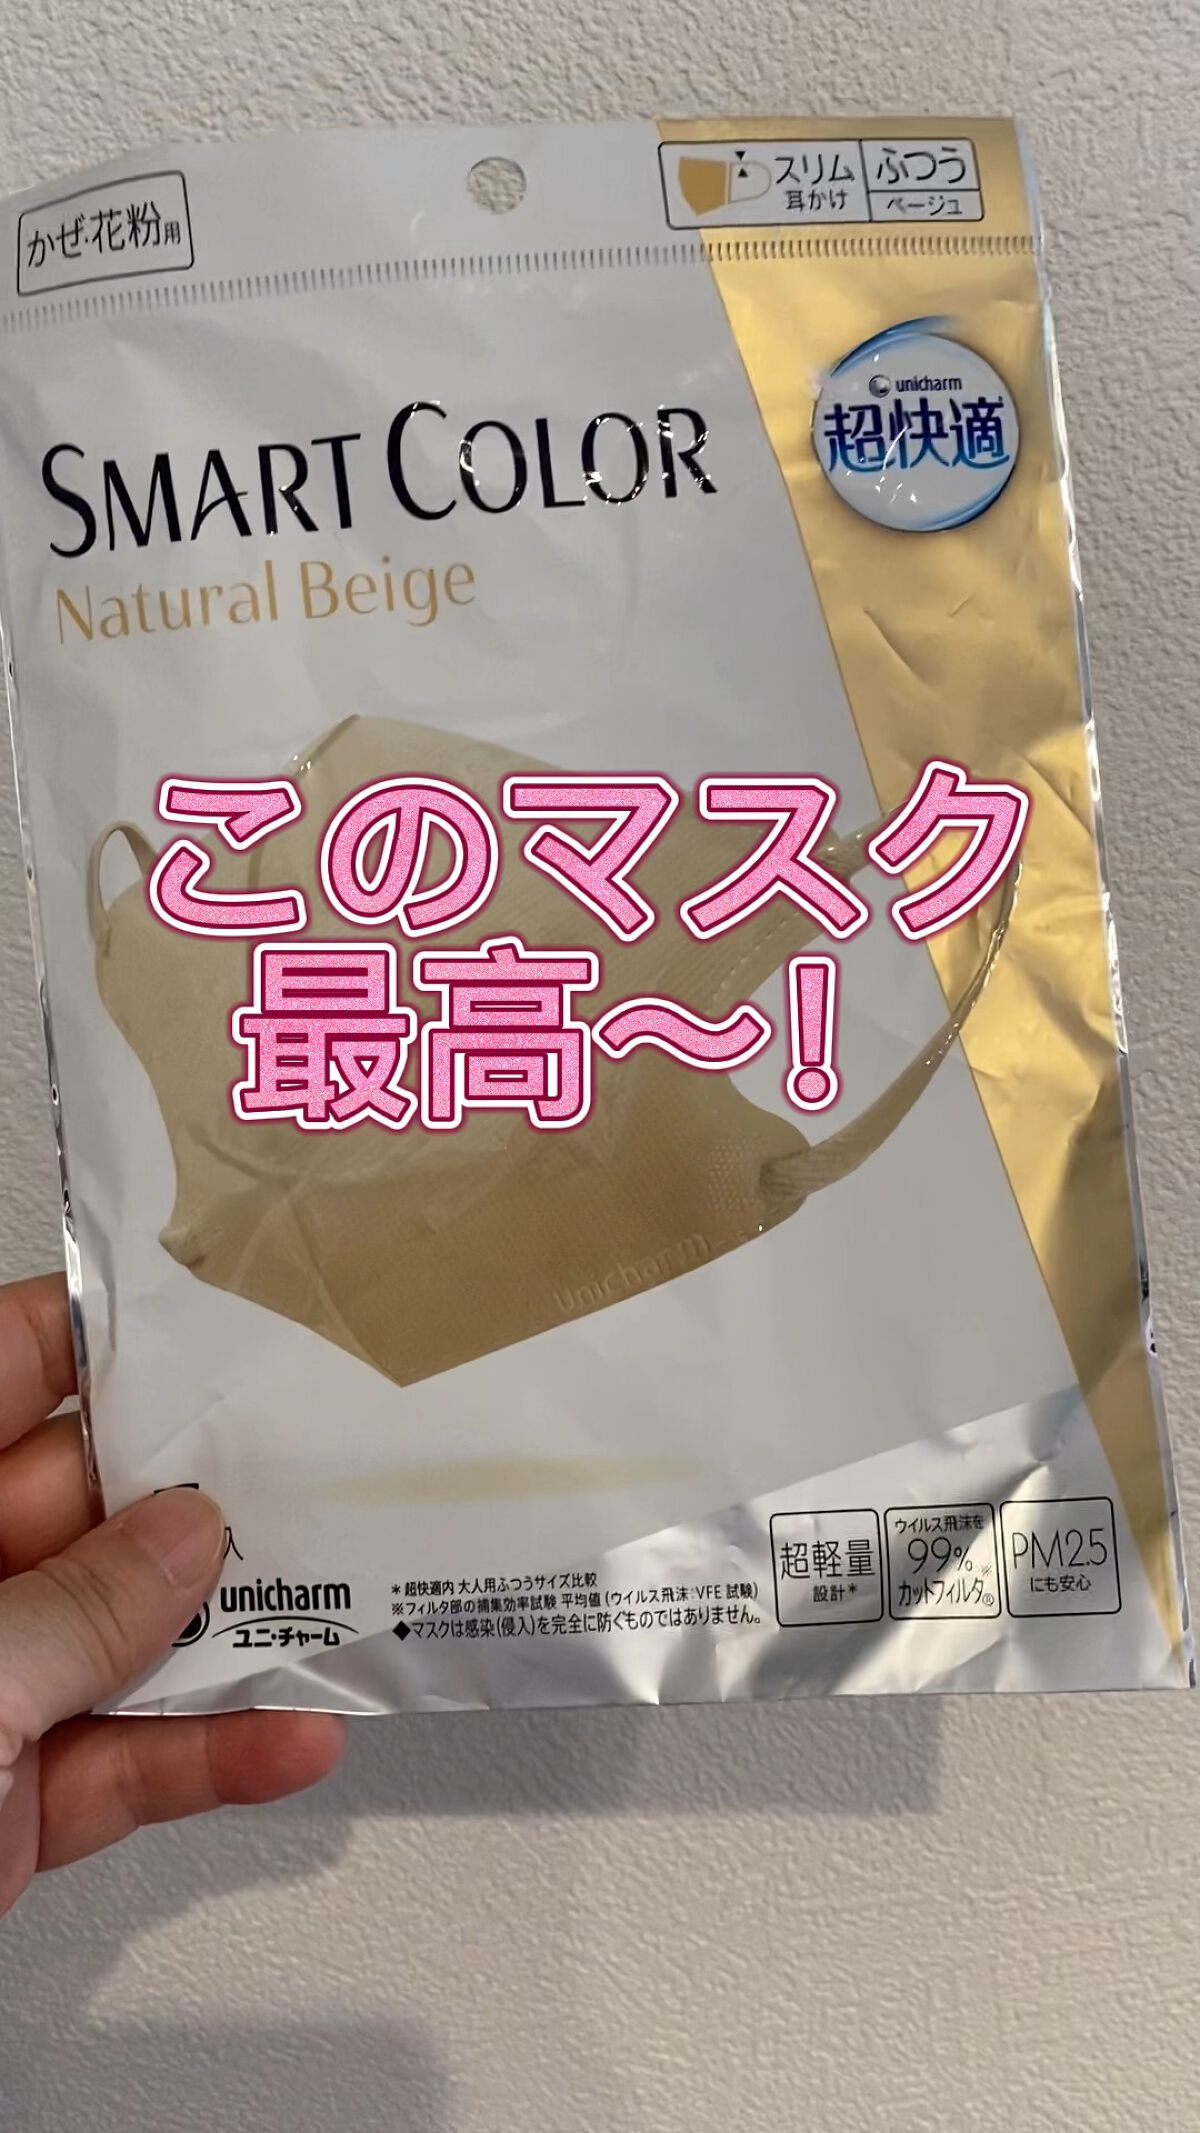 かぜ・花粉用
スリム
耳かけ
ふつう
ベージュ
unicharm
超快適
SMART COLOR
Natural Beige
このマスク
最高〜!
Unicharm
入
unicharm
ユニ・チャーム
*超快適内 大人用ふつうサイズ比較
※フィルタ部の捕集効率試験 平均値(ウイルス飛沫:VFE試験)
◆マスクは感染(侵入)を完全に防ぐものではありません。
超軽量
設計*
ウイルス飛沫を
99%※
カットフィルタ®
PM2.5
にも安心